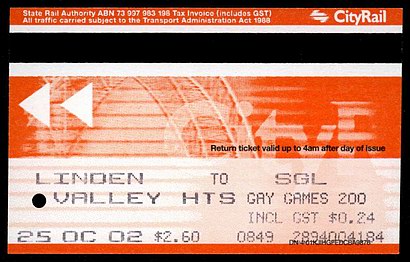 State Rail Authority ABN 73 997 983 198 Tax Invoice (includes GST)
All traffic carried subject to the Transport Administration Act 1988
CityRail
City
Return ticket valid up to 4am after day of issue
LINDEN TO SGL
VALLEY HTS GAY GAMES 200
INCL GST $0.24
25 OC 02 $2.60 0849 2894004184